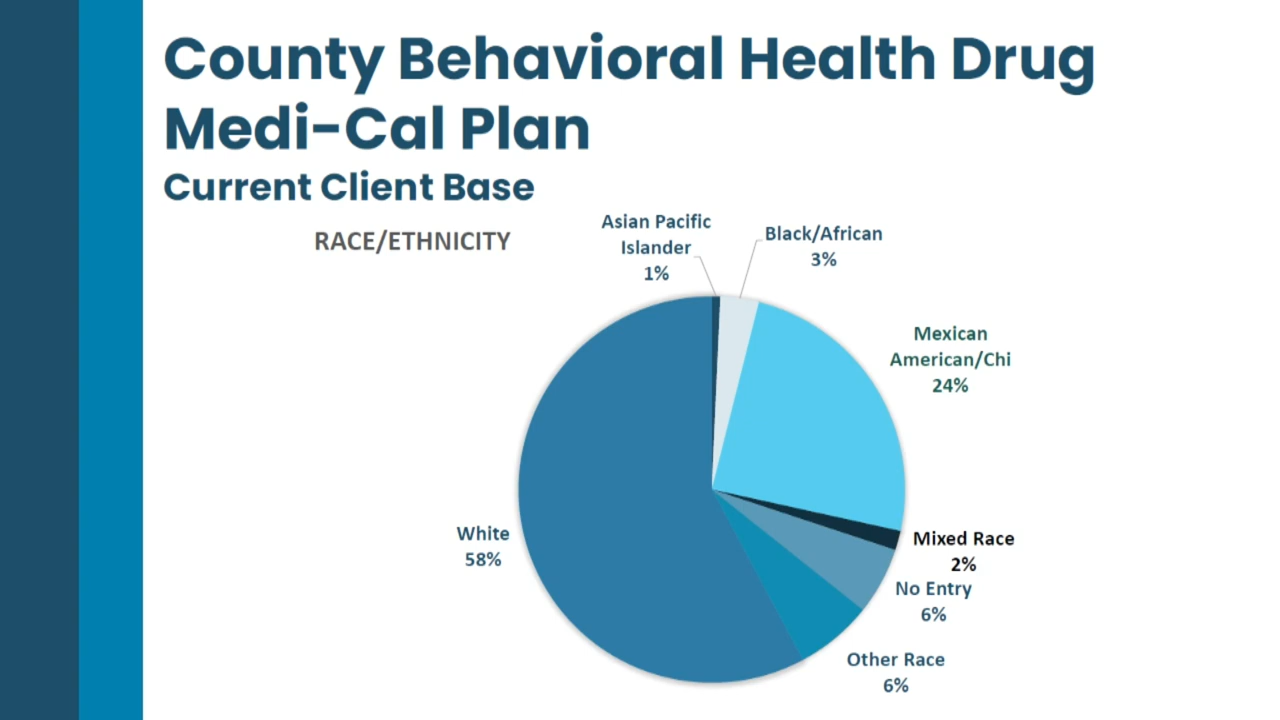 County Behavioral Health Drug
Medi-Cal Plan
Current Client Base
RACE/ETHNICITY
Asian Pacific
Islander
1%
Black/African
3%
Mexican
American/Chi
24%
White
58%
Mixed Race
2%
No Entry
6%
Other Race
6%